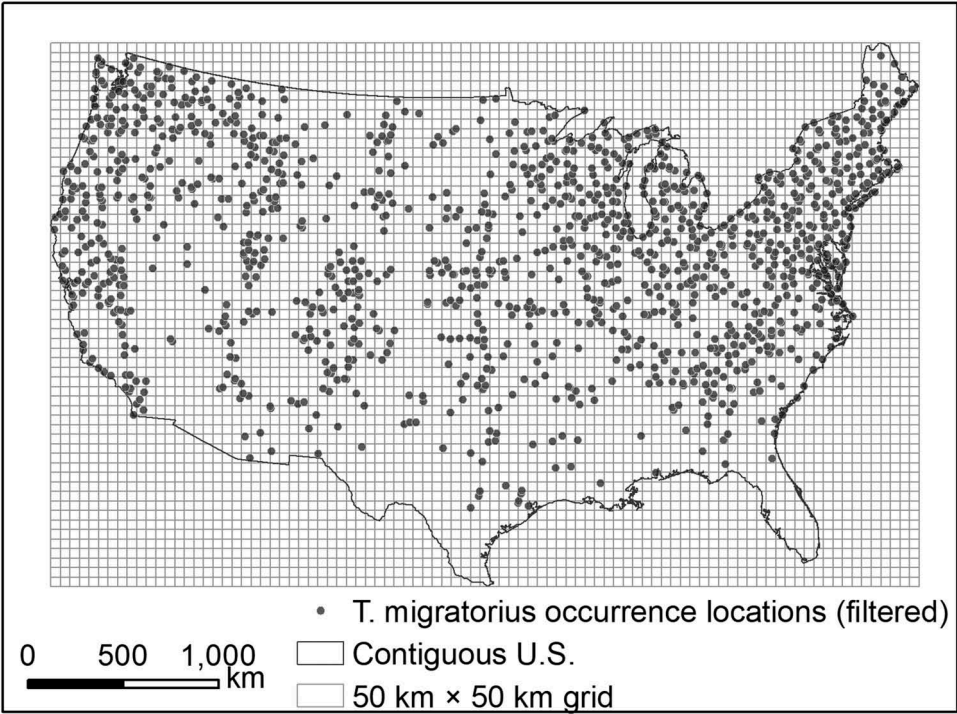 T. migratorius occurrence locations (filtered)
0 500 1,000 km
Contiguous U.S.
50 km × 50 km grid